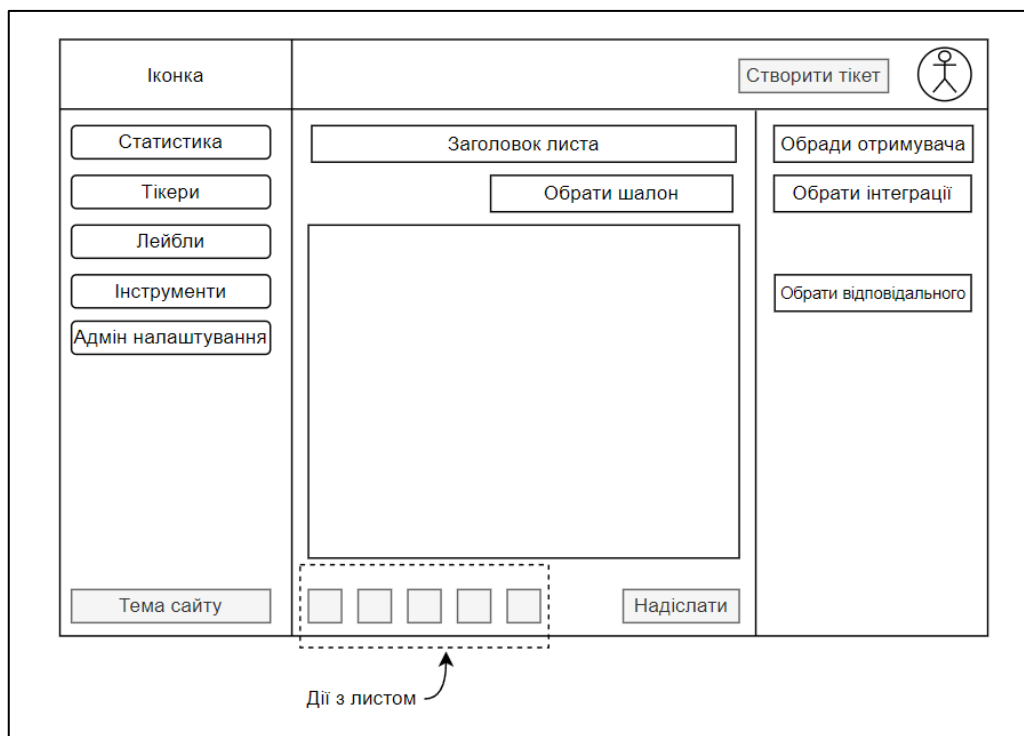 Іконка
Створити тікет
Статистика
Тікери
Лейбли
Інструменти
Адмін налаштування
Тема сайту
Заголовок листа
Обрати шалон
Надіслати
Обради отримувача
Обрати інтеграції
Обрати відповідального
Дії з листом